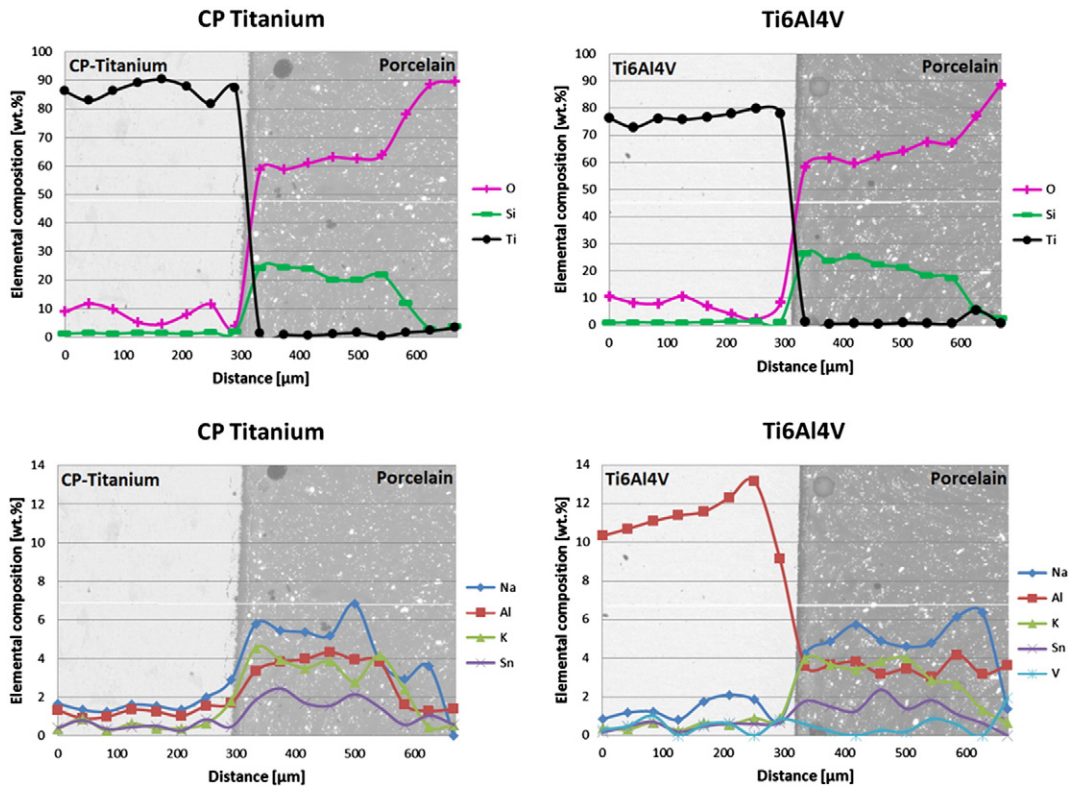 CP Titanium
CP-Titanium
Porcelain
Elemental composition [wt.%]
100
90
80
70
60
50
40
30
20
10
0
0 100 200 300 400 500 600
Distance [µm]
O
Si
Ti
Ti6Al4V
Ti6Al4V
Porcelain
Elemental composition [wt.%]
100
90
80
70
60
50
40
30
20
10
0
0 100 200 300 400 500 600
Distance [µm]
O
Si
Ti
CP Titanium
CP-Titanium
Porcelain
Elemental composition [wt.%]
14
12
10
8
6
4
2
0
0 100 200 300 400 500 600
Distance [µm]
Na
Al
K
Sn
Ti6Al4V
Ti6Al4V
Porcelain
Elemental composition [wt.%]
14
12
10
8
6
4
2
0
0 100 200 300 400 500 600
Distance [µm]
Na
Al
K
Sn
V